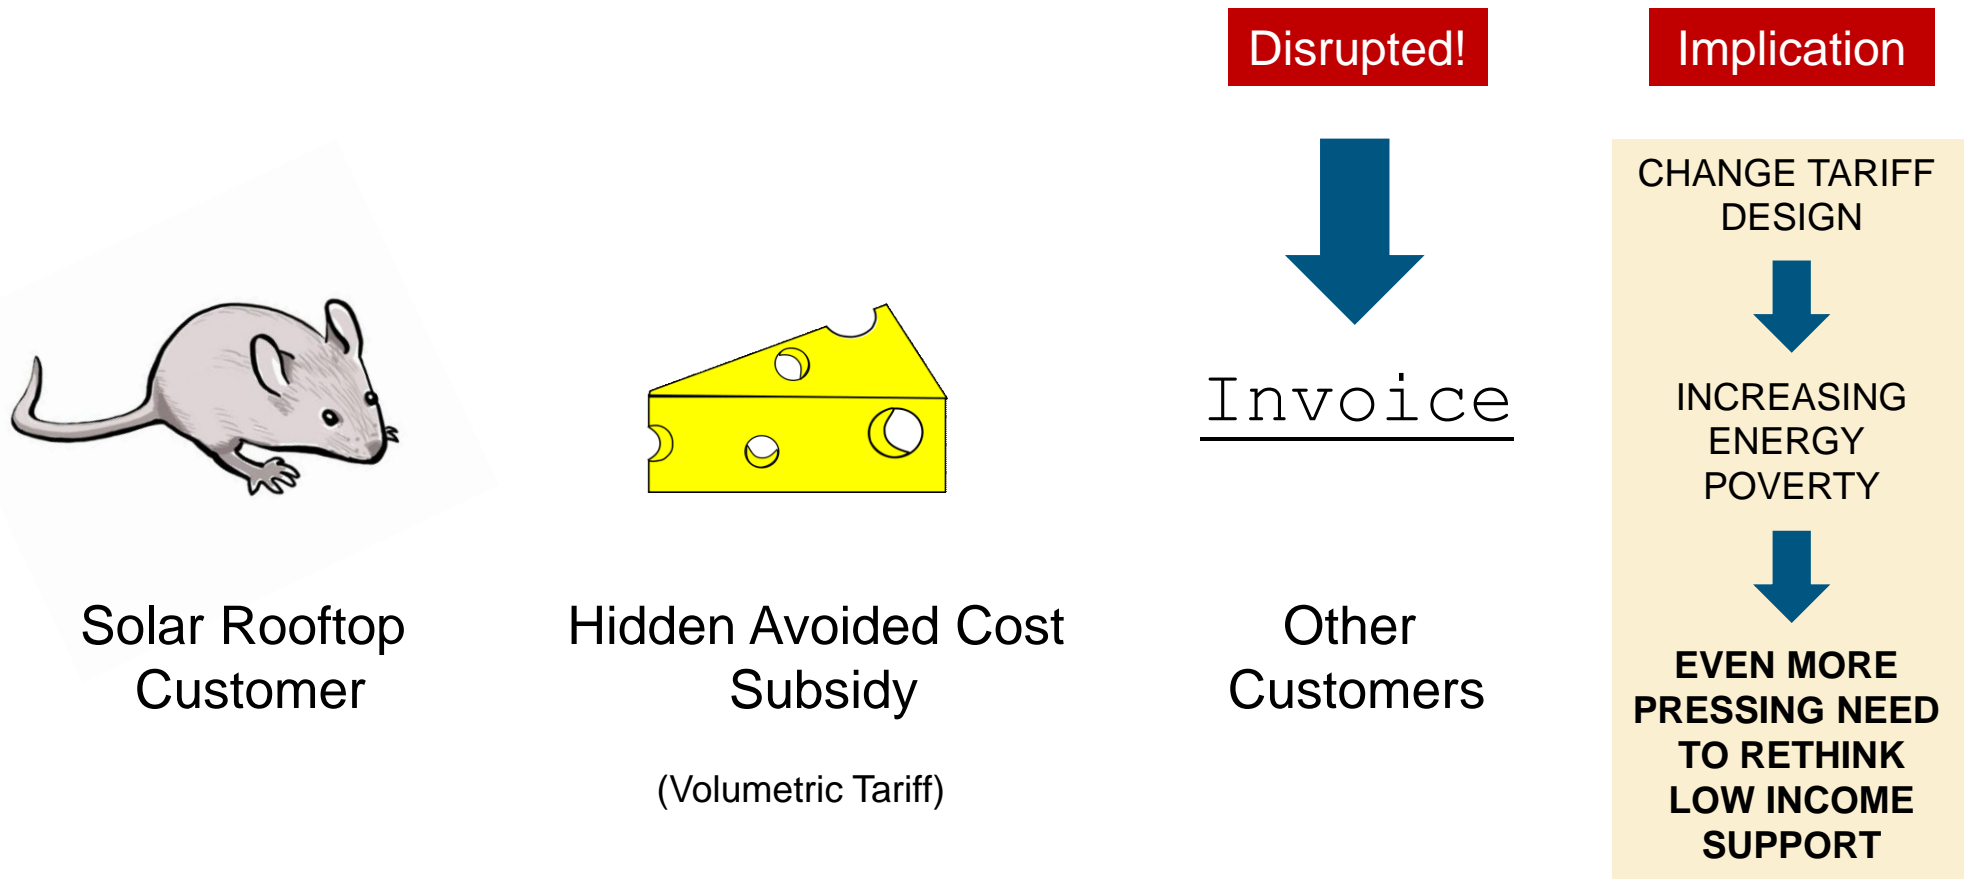 Disrupted!
Implication
Solar Rooftop
Customer
Hidden Avoided Cost
Subsidy
(Volumetric Tariff)
Invoice
Other
Customers
CHANGE TARIFF
DESIGN
INCREASING
ENERGY
POVERTY
EVEN MORE
PRESSING NEED
TO RETHINK
LOW INCOME
SUPPORT